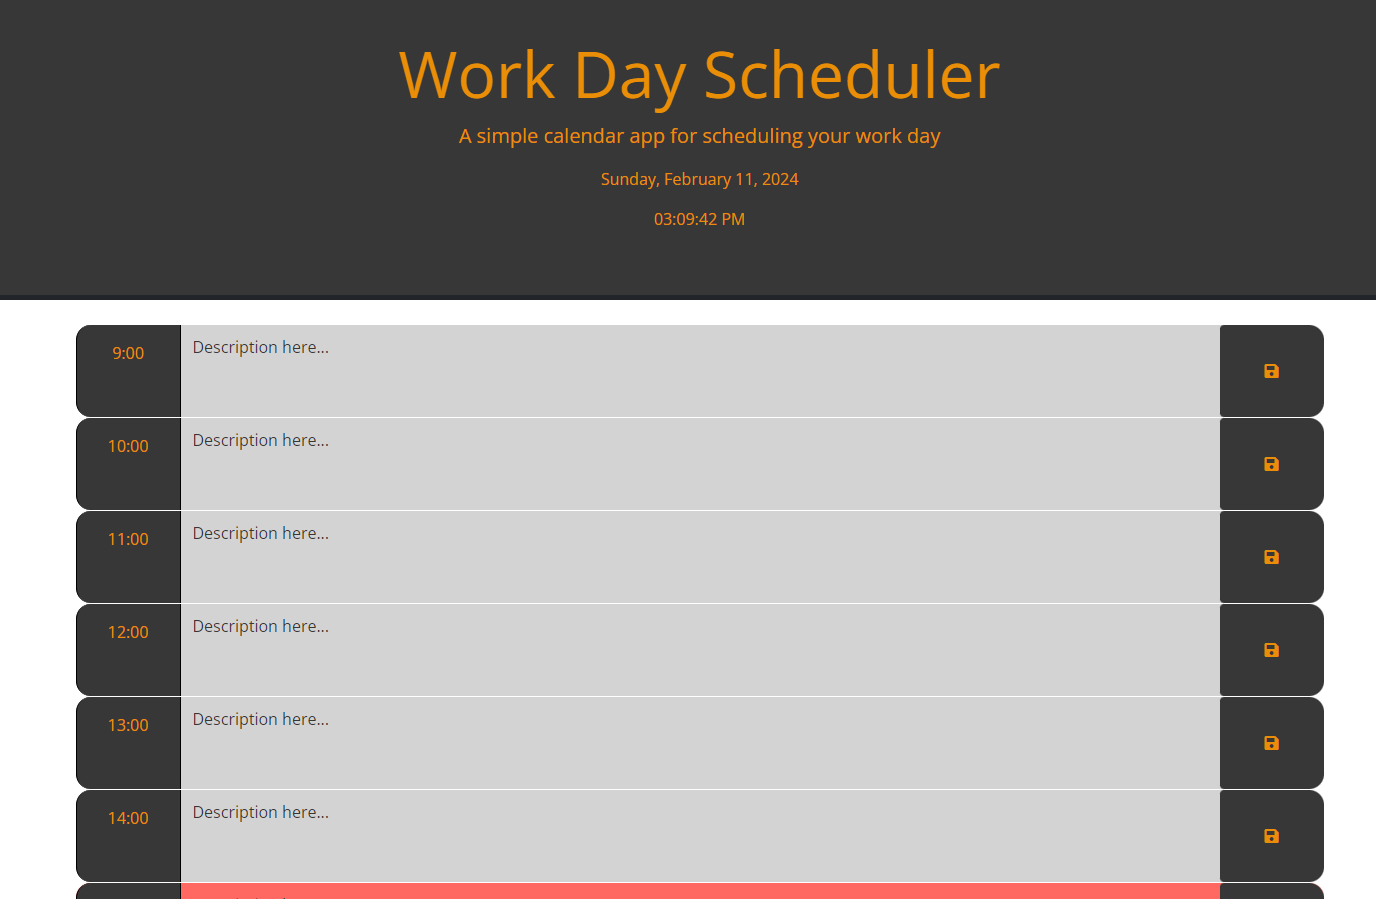 Work Day Scheduler
A simple calendar app for scheduling your work day
Sunday, February 11, 2024
03:09:42 PM
9:00
Description here...
10:00
Description here...
11:00
Description here...
12:00
Description here...
13:00
Description here...
14:00
Description here...